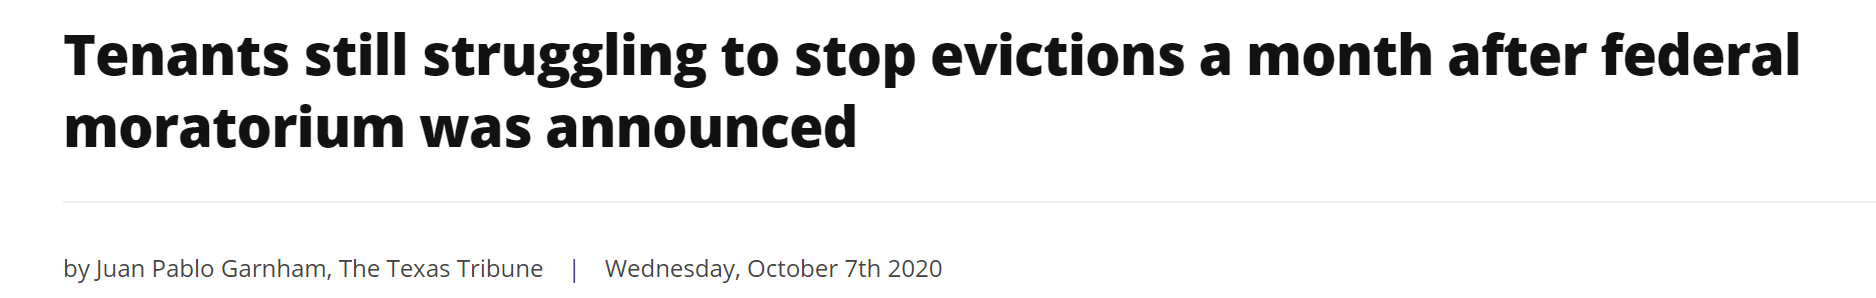 Tenants still struggling to stop evictions a month after federal
moratorium was announced
by Juan Pablo Garnham, The Texas Tribune | Wednesday, October 7th 2020